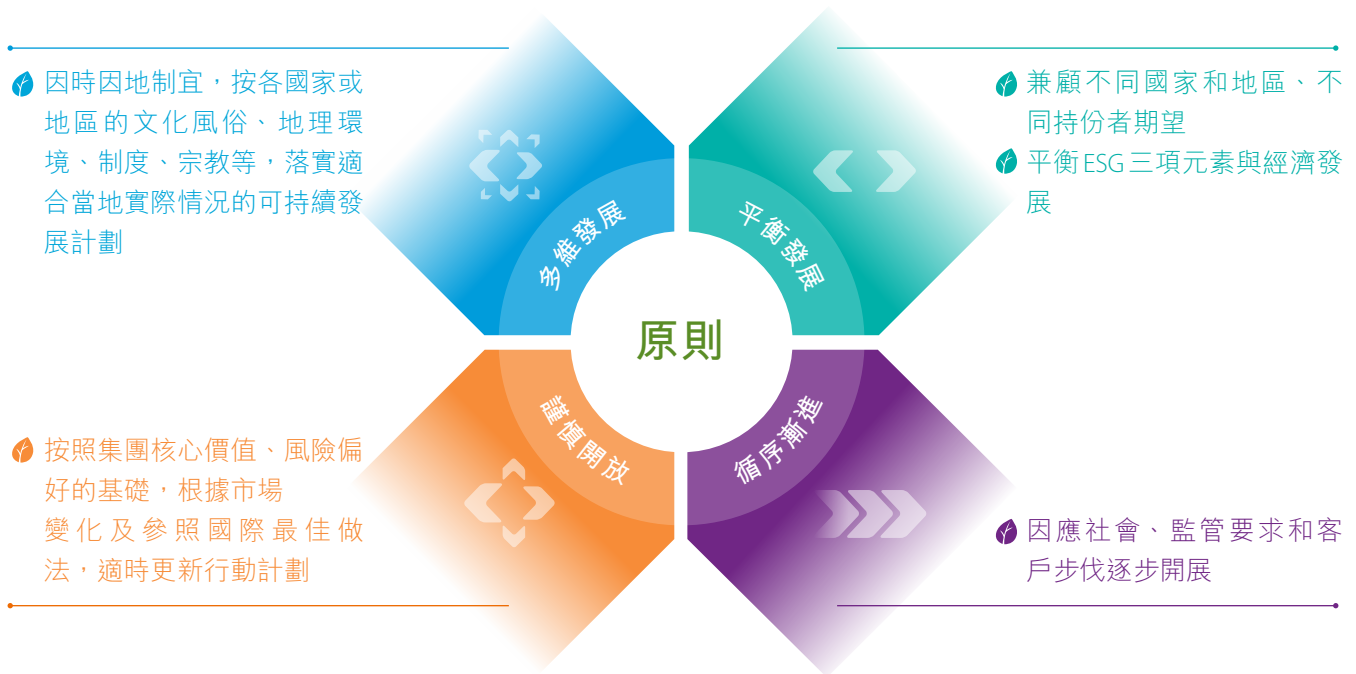 因時因地制宜，按各國家或
地區的文化風俗、地理環
境、制度、宗教等，落實適
合當地實際情況的可持續發
展計劃
兼顧不同國家和地區、不
同持份者期望
平衡ESG三項元素與經濟發
展
多維發展
平衡發展
原則
謹慎開放
循序漸進
按照集團核心價值、風險偏
好的基礎，根據市場
變化及參照國際最佳做
法，適時更新行動計劃
因應社會、監管要求和客
戶步伐逐步開展